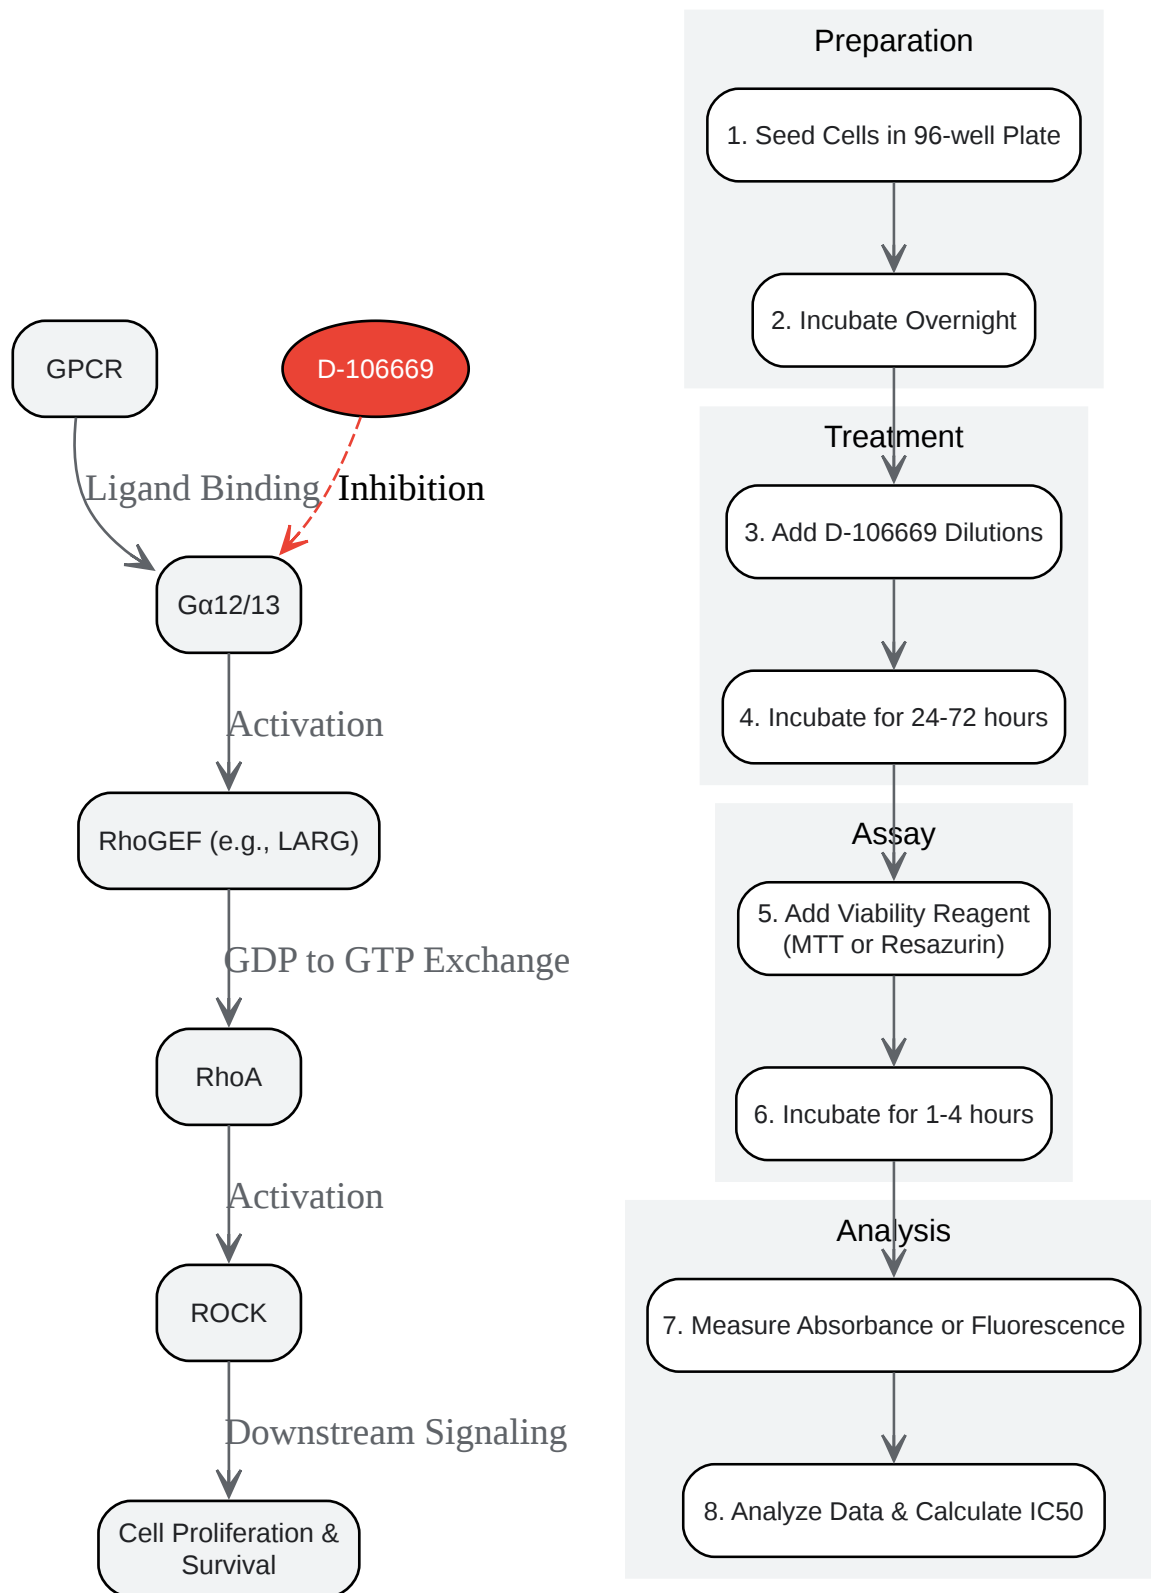 GPCR
D-106669
Ligand Binding
Inhibition
Gα12/13
Activation
RhoGEF (e.g., LARG)
GDP to GTP Exchange
RhoA
Activation
ROCK
Downstream Signaling
Cell Proliferation &
Survival
Preparation
1. Seed Cells in 96-well Plate
2. Incubate Overnight
Treatment
3. Add D-106669 Dilutions
4. Incubate for 24-72 hours
Assay
5. Add Viability Reagent
(MTT or Resazurin)
6. Incubate for 1-4 hours
Analysis
7. Measure Absorbance or Fluorescence
8. Analyze Data & Calculate IC50